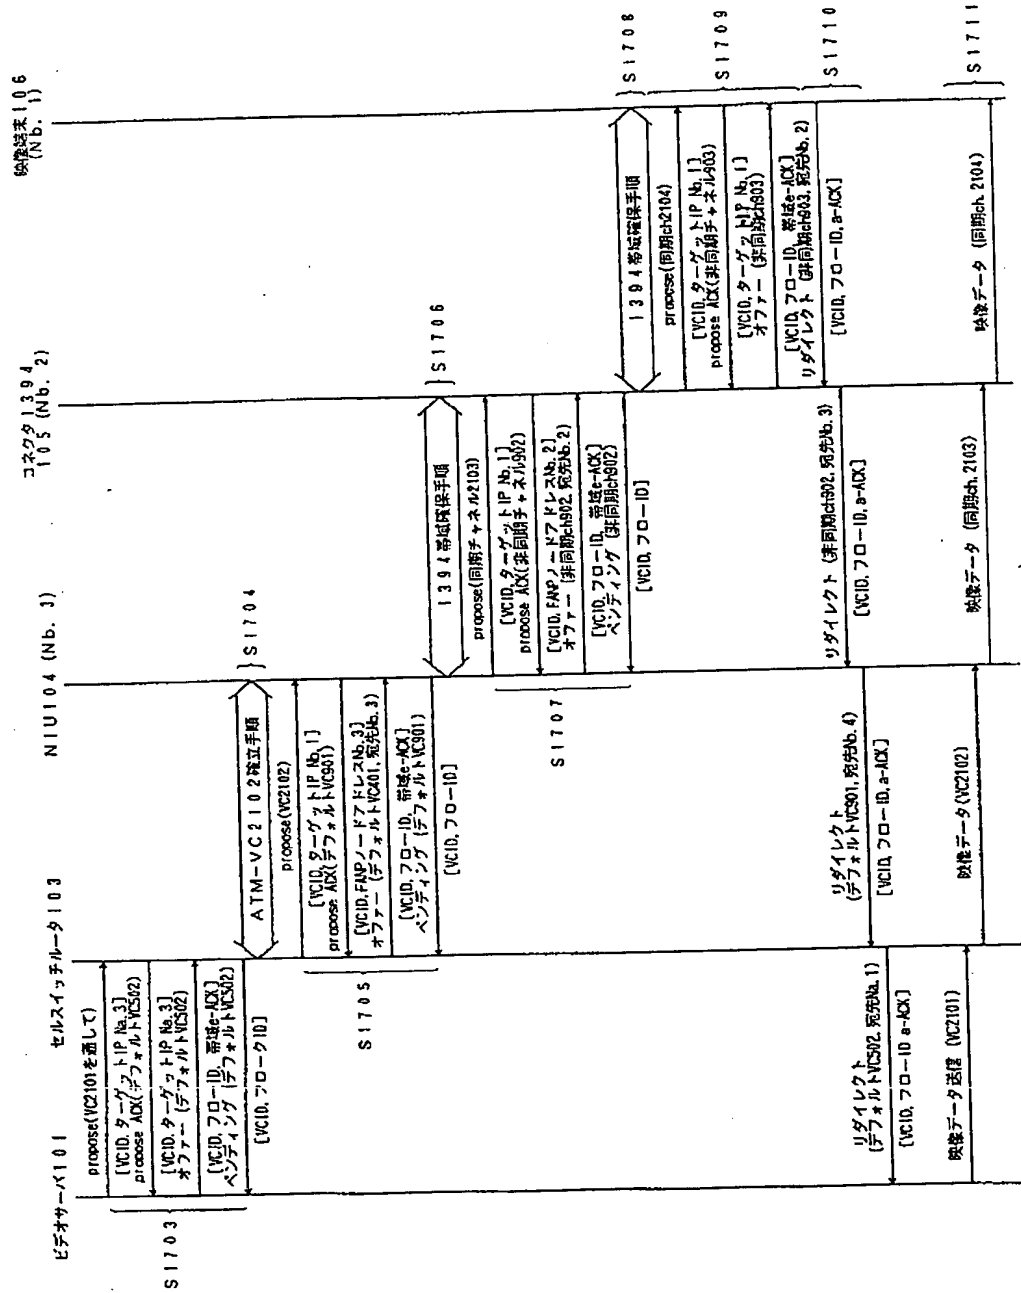 ビデオサーバ101
セルスイッチルータ103
NIU104 (No. 3)
コネクタ1394
105 (No. 2)
映像端末106
(No. 1)
propose(VC2101を通して)
[VCID, ターゲットIP No.3]
propose ACK(デフォルトVC502)
[VCID, ターゲットIP No.3]
オファー (デフォルトVC502)
[VCID, フローID, 帯域e-ACK]
ペンディング (デフォルトVC502)
[VCID, フロークID]
S1703
ATM-VC2102確立手順
S1704
propose(VC2102)
[VCID, ターゲットIP No.1]
propose ACK(デフォルトVC901)
[VCID, FANPノードアドレスNo.3]
オファー (デフォルトVC401, 宛先No.3)
[VCID, フローID, 帯域e-ACK]
ペンディング (デフォルトVC901)
[VCID, フローID]
S1705
1394帯域確保手順
S1706
propose(同期チャネル2103)
[VCID, ターゲットIP No.1]
propose ACK(非同期チャネル902)
[VCID, FANPノードアドレスNo.2]
オファー (非同期ch902, 宛先No.2)
[VCID, フローID, 帯域e-ACK]
ペンディング (非同期ch902)
[VCID, フローID]
S1707
1394帯域確保手順
S1708
propose(同期ch2104)
[VCID, ターゲットIP No.1]
propose ACK(非同期チャネル903)
[VCID, ターゲットIP No.1]
オファー (非同期ch903)
[VCID, フローID, 帯域e-ACK]
S1709
リダイレクト (非同期ch903, 宛先No.2)
[VCID, フローID, a-ACK]
S1710
リダイレクト (非同期ch902, 宛先No.3)
[VCID, フローID, a-ACK]
リダイレクト
(デフォルトVC901, 宛先No.4)
[VCID, フローID, a-ACK]
リダイレクト
(デフォルトVC502, 宛先No.1)
[VCID, フローID a-ACK]
映像データ送信 (VC2101)
映像データ(VC2102)
映像データ (同期ch, 2103)
映像データ (同期ch, 2104)
S1711